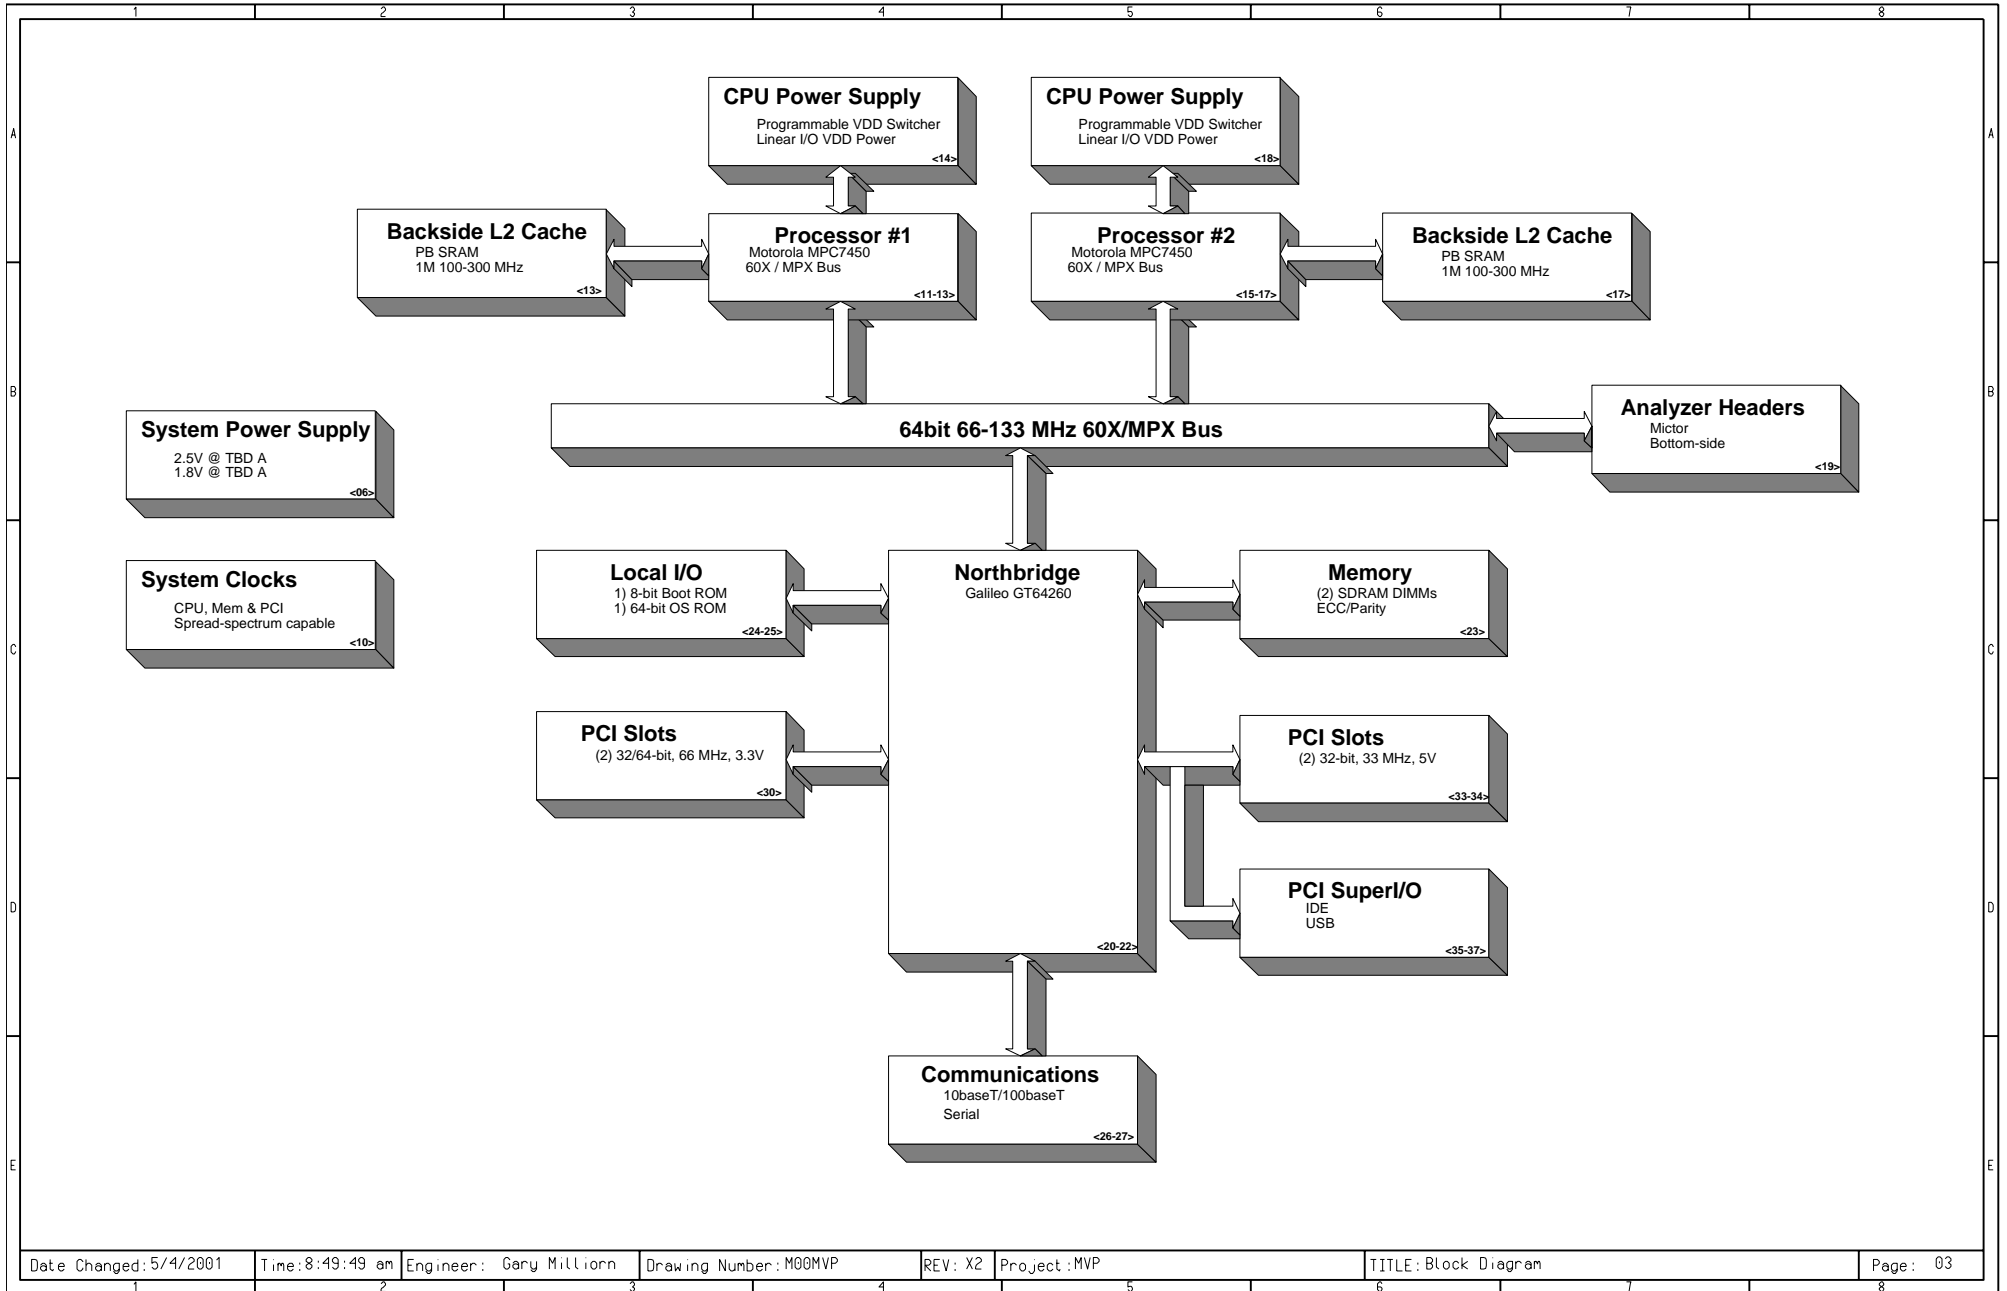 1 2 3 4 5 6 7 8
A
A
CPU Power Supply
Programmable VDD Switcher
Linear I/O VDD Power
<14>
CPU Power Supply
Programmable VDD Switcher
Linear I/O VDD Power
<18>
Backside L2 Cache
PB SRAM
1M 100-300 MHz
<13>
Processor #1
Motorola MPC7450
60X / MPX Bus
<11-13>
Processor #2
Motorola MPC7450
60X / MPX Bus
<15-17>
Backside L2 Cache
PB SRAM
1M 100-300 MHz
<17>
B
B
System Power Supply
2.5V @ TBD A
1.8V @ TBD A
<06>
64bit 66-133 MHz 60X/MPX Bus
Analyzer Headers
Mictor
Bottom-side
<19>
System Clocks
CPU, Mem & PCI
Spread-spectrum capable
<10>
Local I/O
1) 8-bit Boot ROM
1) 64-bit OS ROM
<24-25>
Northbridge
Galileo GT64260
<20-22>
Memory
(2) SDRAM DIMMs
ECC/Parity
<23>
C
C
PCI Slots
(2) 32/64-bit, 66 MHz, 3.3V
<30>
PCI Slots
(2) 32-bit, 33 MHz, 5V
<33-34>
D
D
PCI SuperI/O
IDE
USB
<35-37>
Communications
10baseT/100baseT
Serial
<26-27>
E
E
Date Changed: 5/4/2001 Time: 8:49:49 am Engineer: Gary Milliorn Drawing Number: M00MVP REV: X2 Project: MVP TITLE: Block Diagram Page: 03
1 2 3 4 5 6 7 8